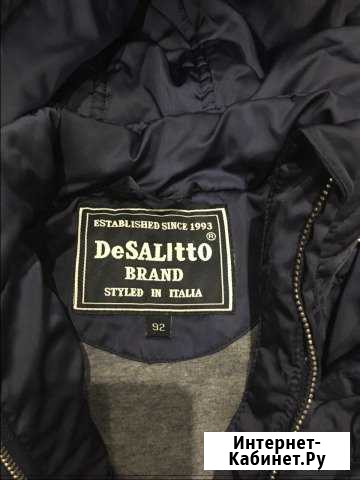 ESTABLISHED SINCE 1993
DeSALIttO®
BRAND
STYLED IN ITALIA
92
Интернет-
Кабинет.Ру